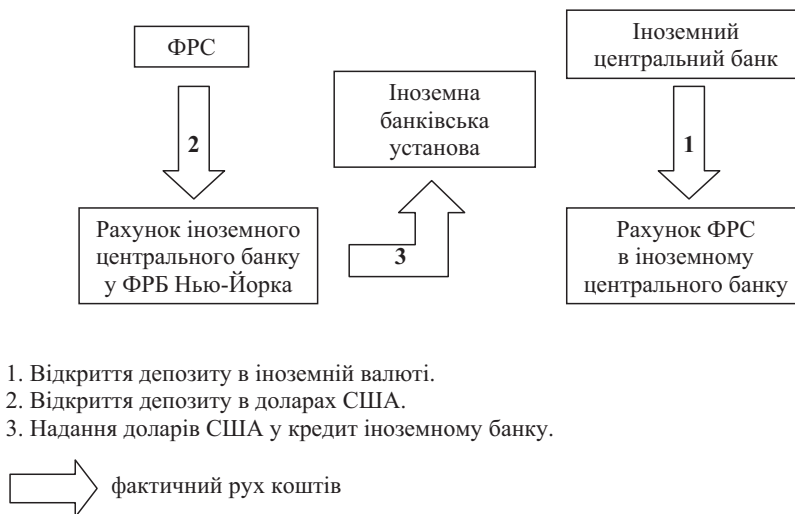 ФРС
Іноземний
центральний банк
Іноземна
банківська
установа
2
1
Рахунок іноземного
центрального банку
у ФРБ Нью-Йорка
3
Рахунок ФРС
в іноземному
центрального банку
1. Відкриття депозиту в іноземній валюті.
2. Відкриття депозиту в доларах США.
3. Надання доларів США у кредит іноземному банку.
фактичний рух коштів